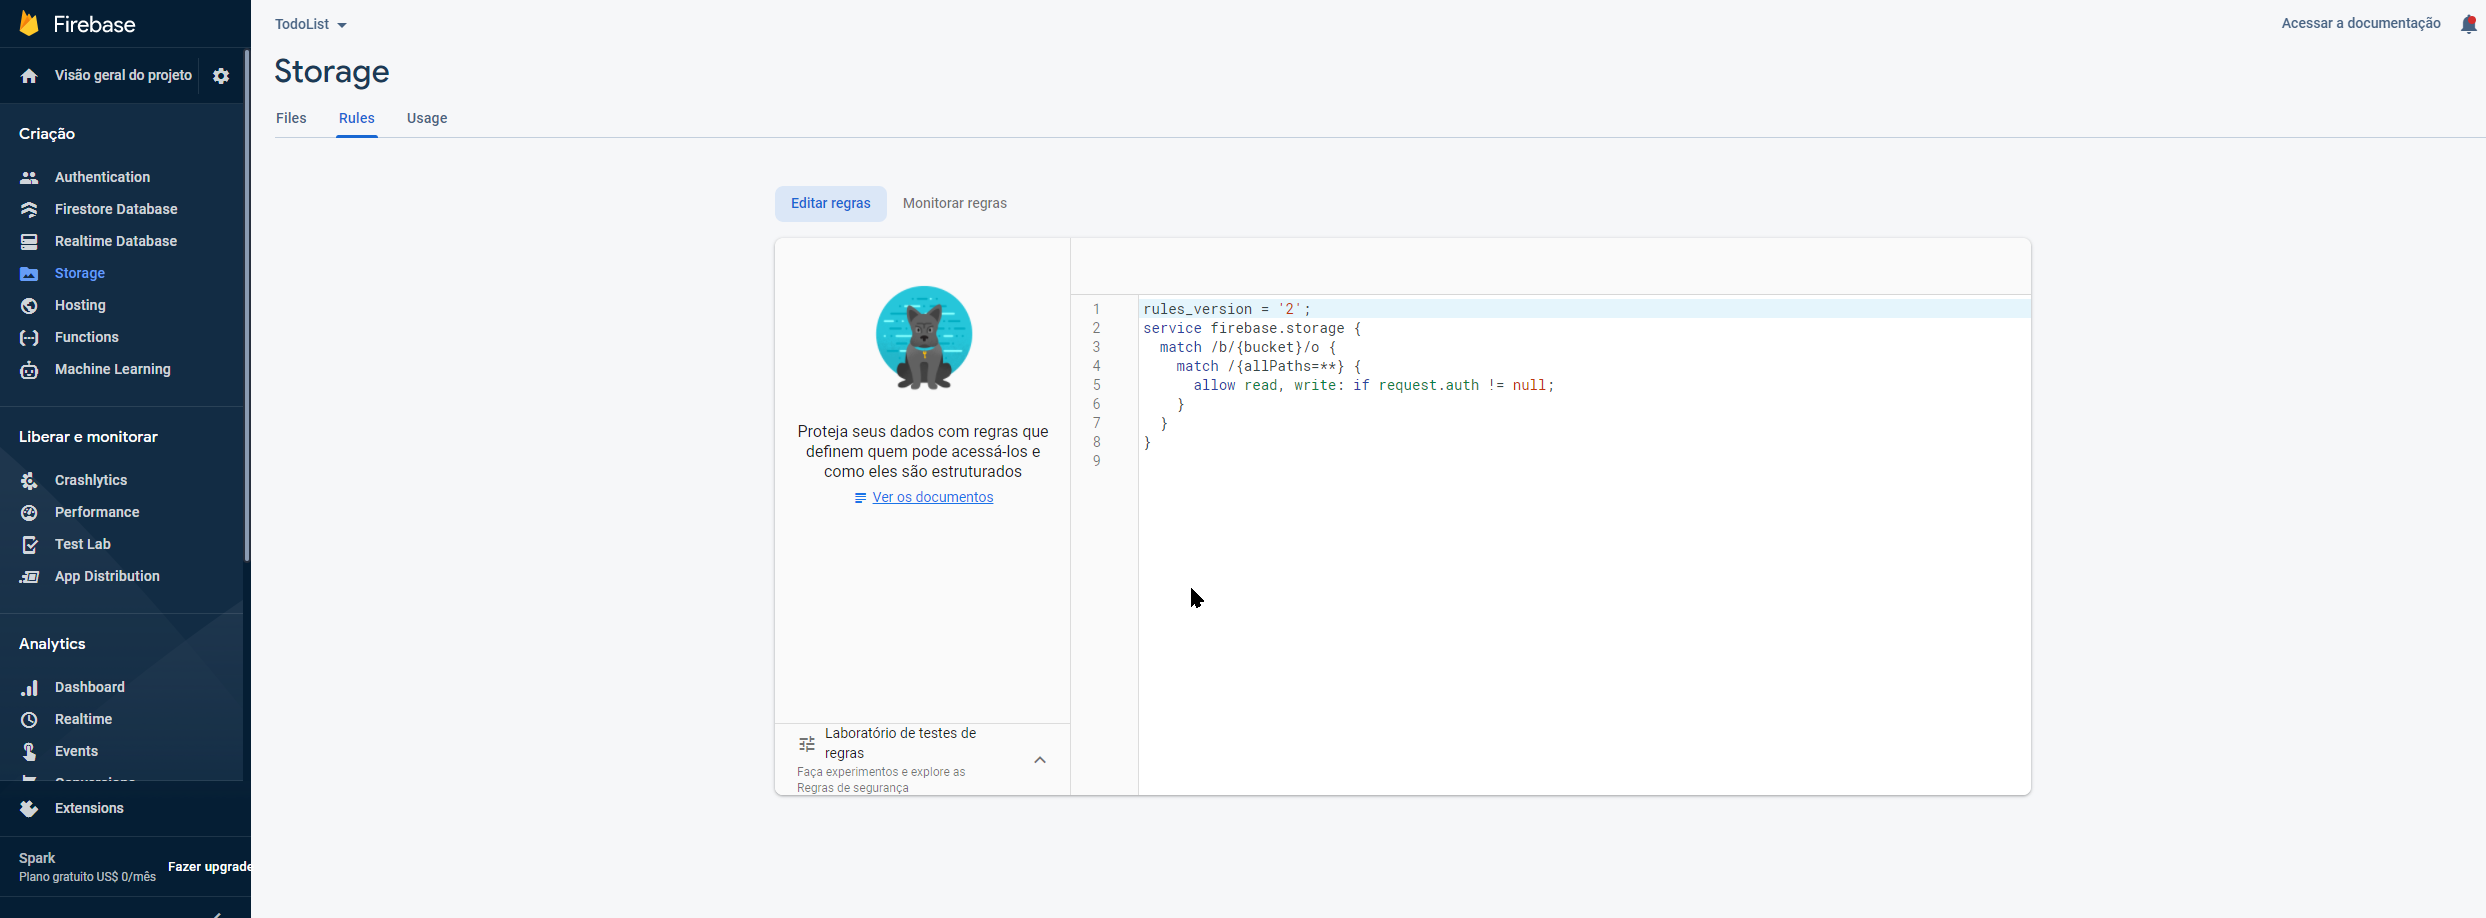 Firebase
Visão geral do projeto
Criação
Authentication
Firestore Database
Realtime Database
Storage
Hosting
Functions
Machine Learning
Liberar e monitorar
Crashlytics
Performance
Test Lab
App Distribution
Analytics
Dashboard
Realtime
Events
Conversions
Extensions
Spark
Plano gratuito US$ 0/mês
Fazer upgrade
TodoList
Acessar a documentação
Storage
Files Rules Usage
Editar regras Monitorar regras
Proteja seus dados com regras que
definem quem pode acessá-los e
como eles são estruturados
Ver os documentos
Laboratório de testes de
regras
Faça experimentos e explore as
Regras de segurança
1 rules_version = '2';
2 service firebase.storage {
3 match /b/{bucket}/o {
4 match /{allPaths=**} {
5 allow read, write: if request.auth != null;
6 }
7 }
8 }
9